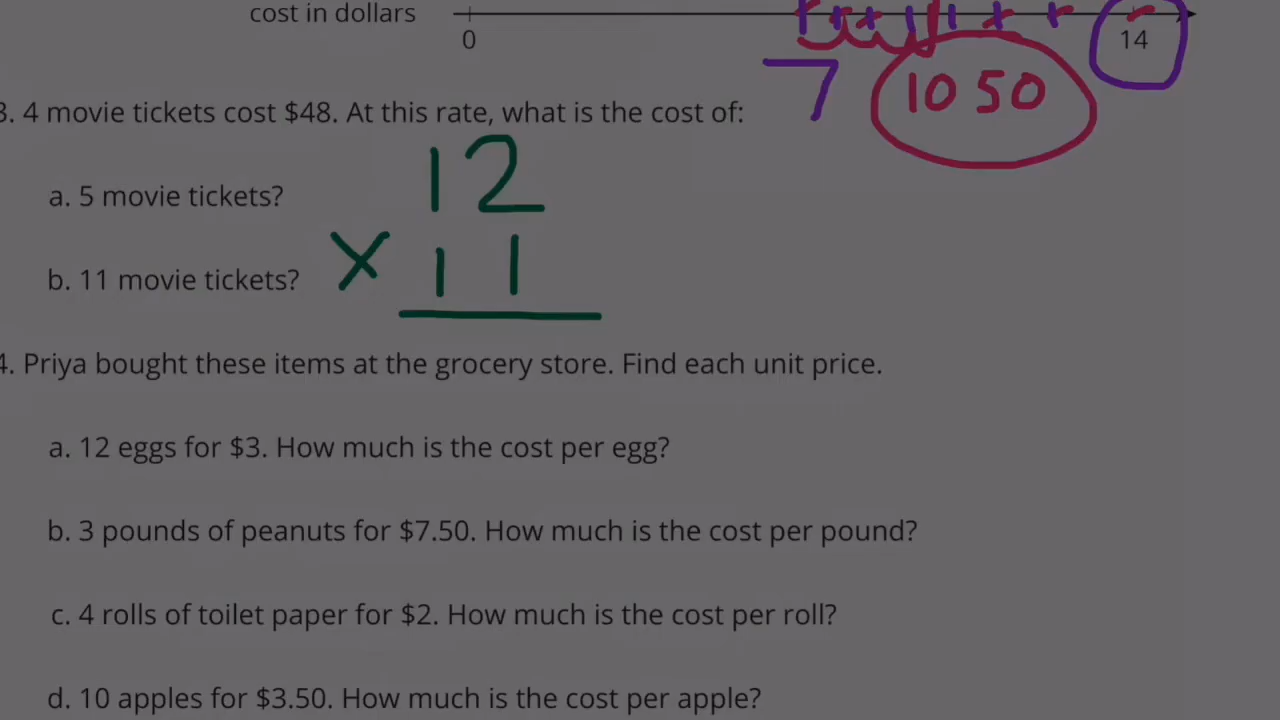 cost in dollars
0
14
7
10 50
3. 4 movie tickets cost $48. At this rate, what is the cost of:
12
a. 5 movie tickets?
x 11
b. 11 movie tickets?
4. Priya bought these items at the grocery store. Find each unit price.
a. 12 eggs for $3. How much is the cost per egg?
b. 3 pounds of peanuts for $7.50. How much is the cost per pound?
c. 4 rolls of toilet paper for $2. How much is the cost per roll?
d. 10 apples for $3.50. How much is the cost per apple?